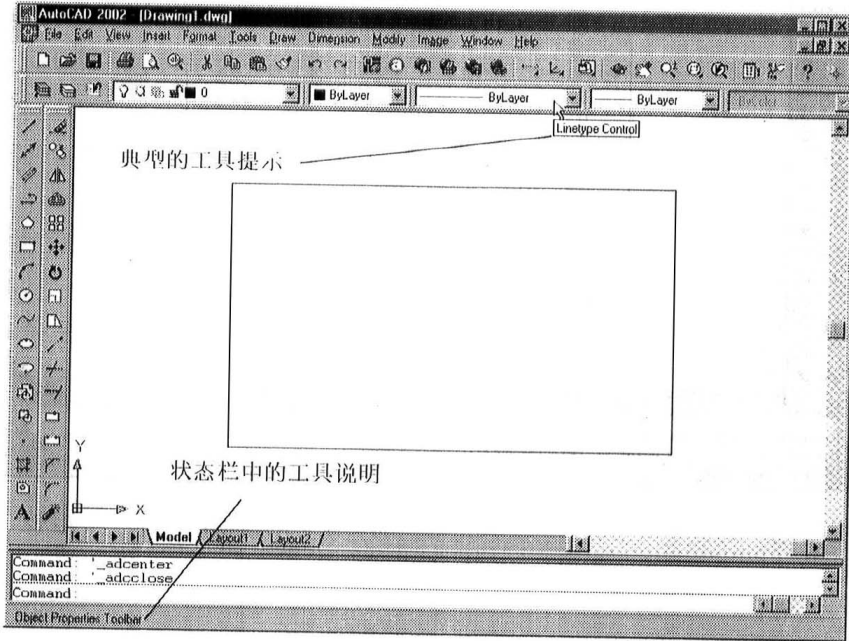 AutoCAD 2002 - [Drawing1.dwg]
File Edit View Insert Format Tools Draw Dimension Modify Image Window Help
0 ByLayer ByLayer ByLayer
Linetype Control
典型的工具提示
状态栏中的工具说明
Y
X
Model Layout1 Layout2
Command: '_adcenter
Command: '_adcclose
Command:
Object Properties Toolbar